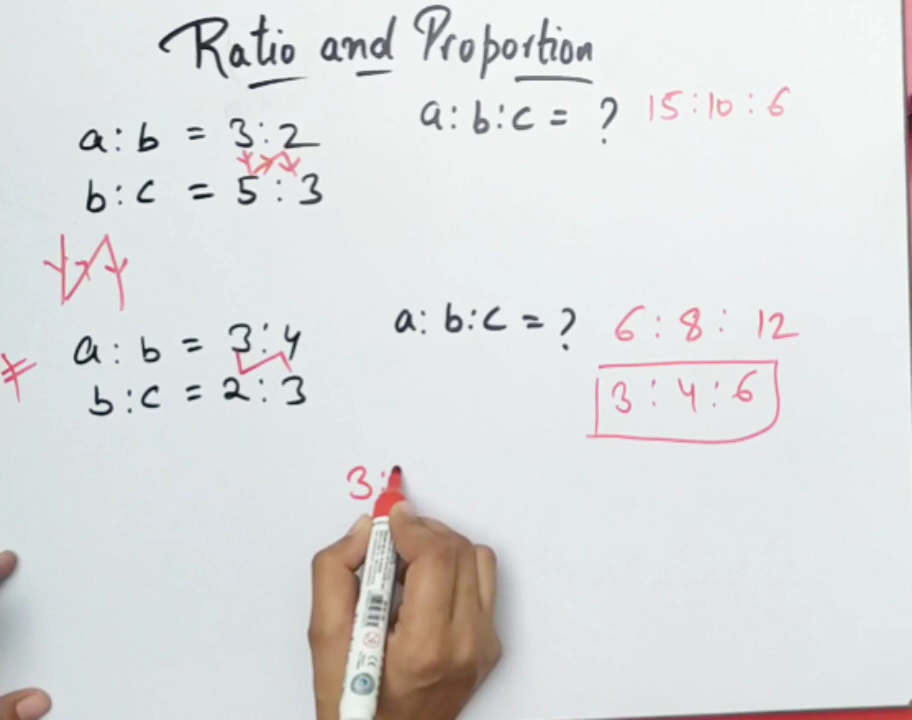 Ratio and Proportion
a : b = 3 : 2
b : c = 5 : 3
a : b : c = ? 15 : 10 : 6
a : b = 3 : 4
b : c = 2 : 3
a : b : c = ? 6 : 8 : 12
3 : 4 : 6
3 :